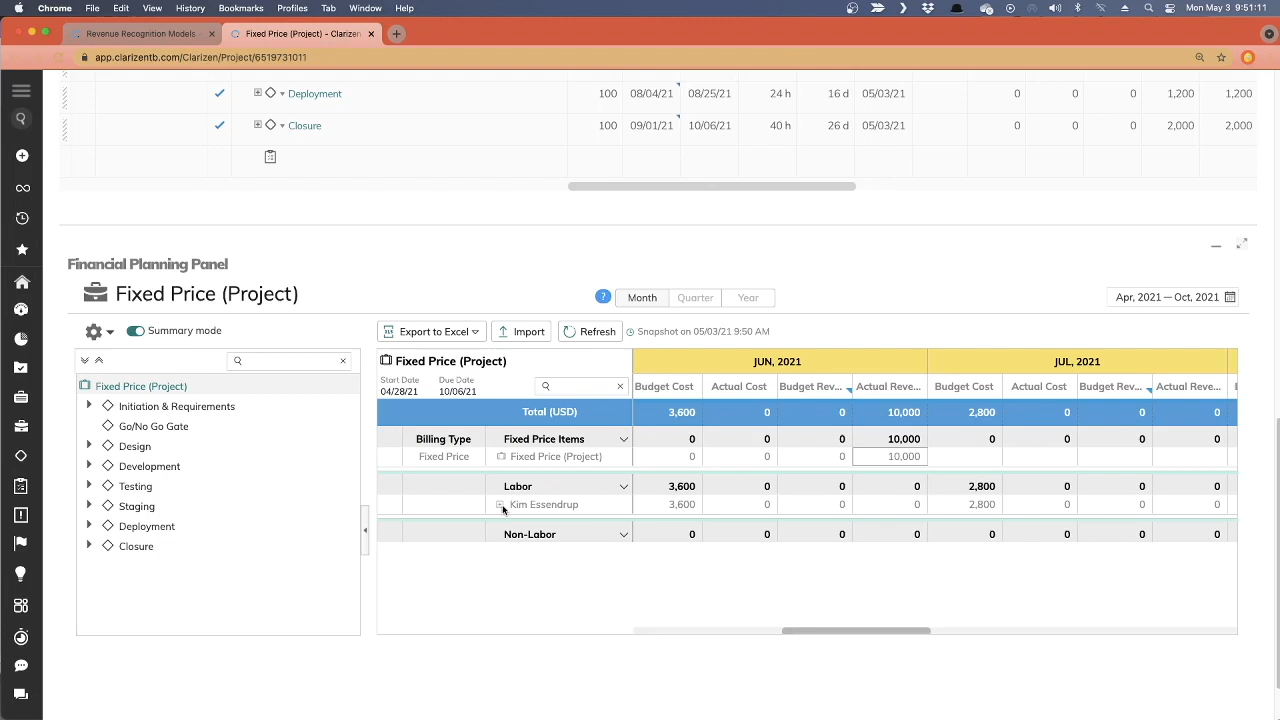 Chrome File Edit View History Bookmarks Profiles Tab Window Help Mon May 3 9:51:11
Revenue Recognition Models - × Fixed Price (Project) - Clarizen × +
app.clarizentb.com/Clarizen/Project/6519731011
Deployment 100 08/04/21 08/25/21 24 h 16 d 05/03/21 0 0 0 1,200 1,200
Closure 100 09/01/21 10/06/21 40 h 26 d 05/03/21 0 0 0 2,000 2,000
Financial Planning Panel
Fixed Price (Project) ? Month Quarter Year Apr, 2021 — Oct, 2021
Summary mode Export to Excel Import Refresh Snapshot on 05/03/21 9:50 AM
Fixed Price (Project)
Initiation & Requirements
Go/No Go Gate
Design
Development
Testing
Staging
Deployment
Closure
Fixed Price (Project) JUN, 2021 JUL, 2021
Start Date Due Date
04/28/21 10/06/21
Budget Cost Actual Cost Budget Rev... Actual Reve... Budget Cost Actual Cost Budget Rev... Actual Reve...
Total (USD) 3,600 0 0 10,000 2,800 0 0 0
Billing Type Fixed Price Items 0 0 0 10,000
Fixed Price Fixed Price (Project) 0 0 0 10,000
Labor 3,600 0 0 0 2,800 0 0 0
Kim Essendrup 3,600 0 0 0 2,800 0 0 0
Non-Labor 0 0 0 0 0 0 0 0